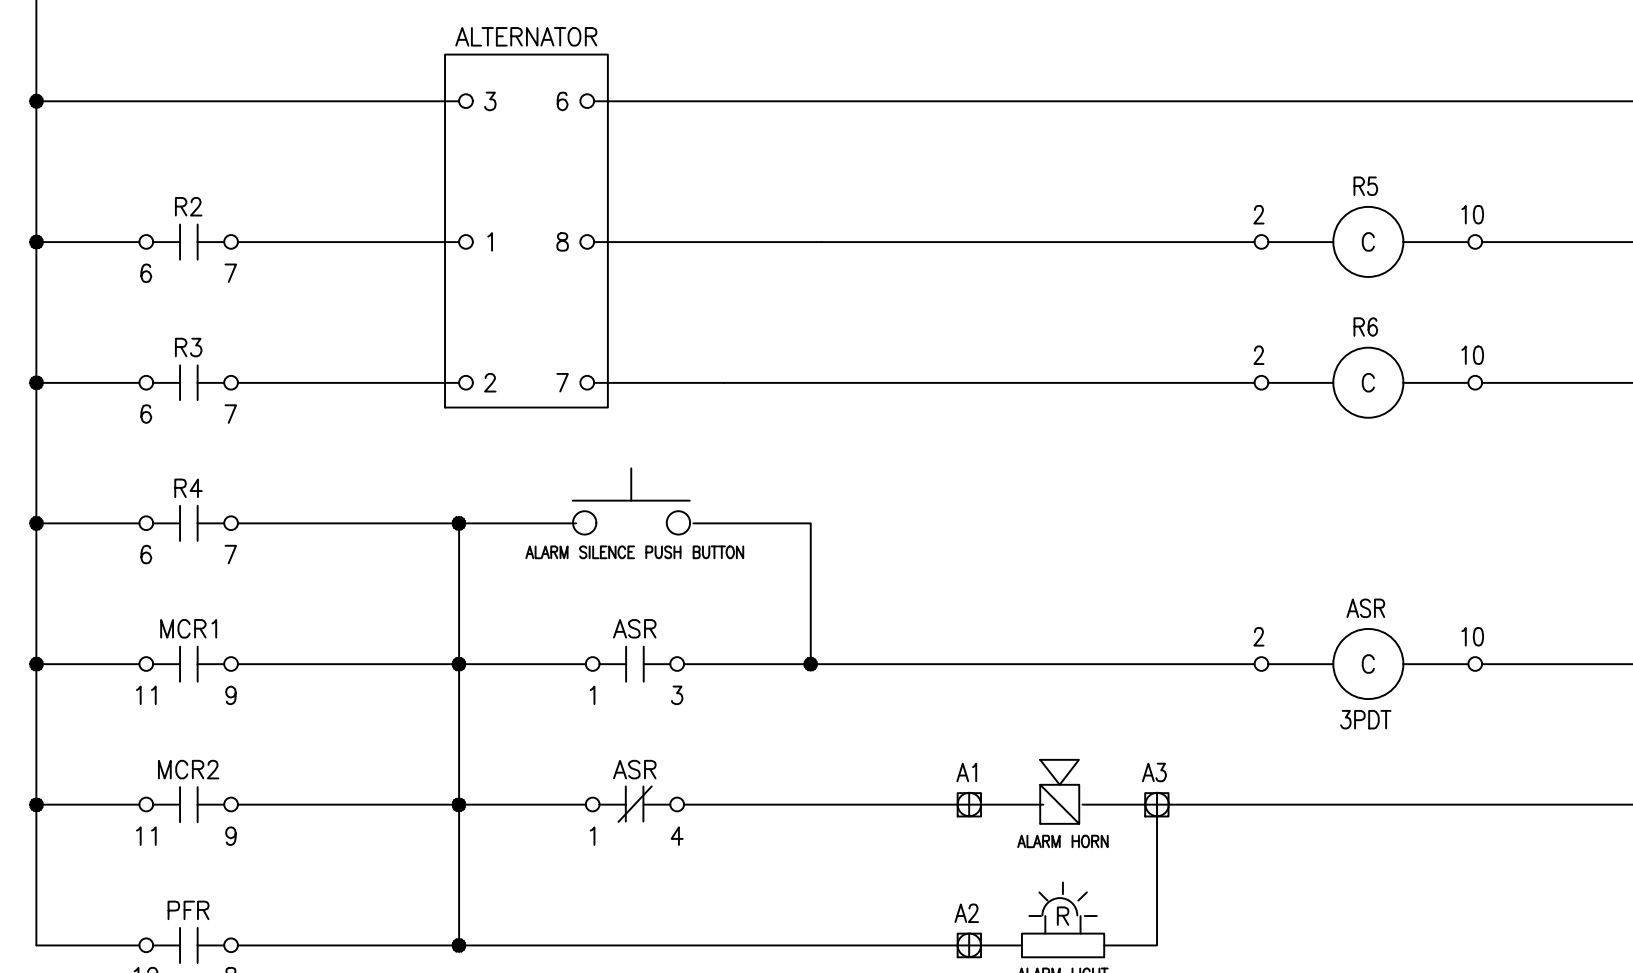 ALTERNATOR
3 6
R5
R2
2 10
1 8 C
6 7
R6
R3
2 10
2 7 C
6 7
R4
6 7
ALARM SILENCE PUSH BUTTON
ASR
MCR1 ASR
2 10
C
11 9 1 3
3PDT
MCR2 ASR A1 A3
11 9 1 4
ALARM HORN
PFR A2 R